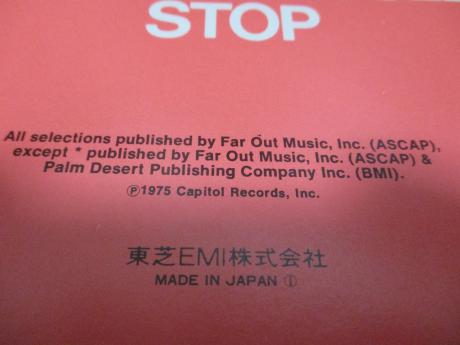 STOP
All selections published by Far Out Music, Inc. (ASCAP),
except * published by Far Out Music, Inc. (ASCAP) &
Palm Desert Publishing Company Inc. (BMI).
Ⓟ1975 Capitol Records, Inc.
東芝EMI株式会社
MADE IN JAPAN ①